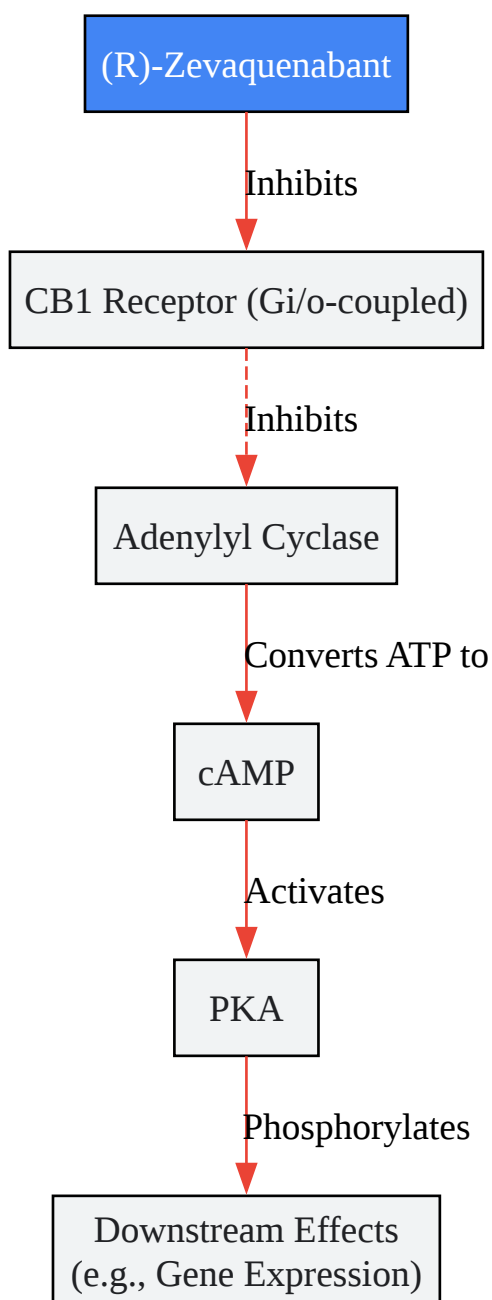 (R)-Zevaquenabant
Inhibits
CB1 Receptor (Gi/o-coupled)
Inhibits
Adenylyl Cyclase
Converts ATP to
cAMP
Activates
PKA
Phosphorylates
Downstream Effects
(e.g., Gene Expression)